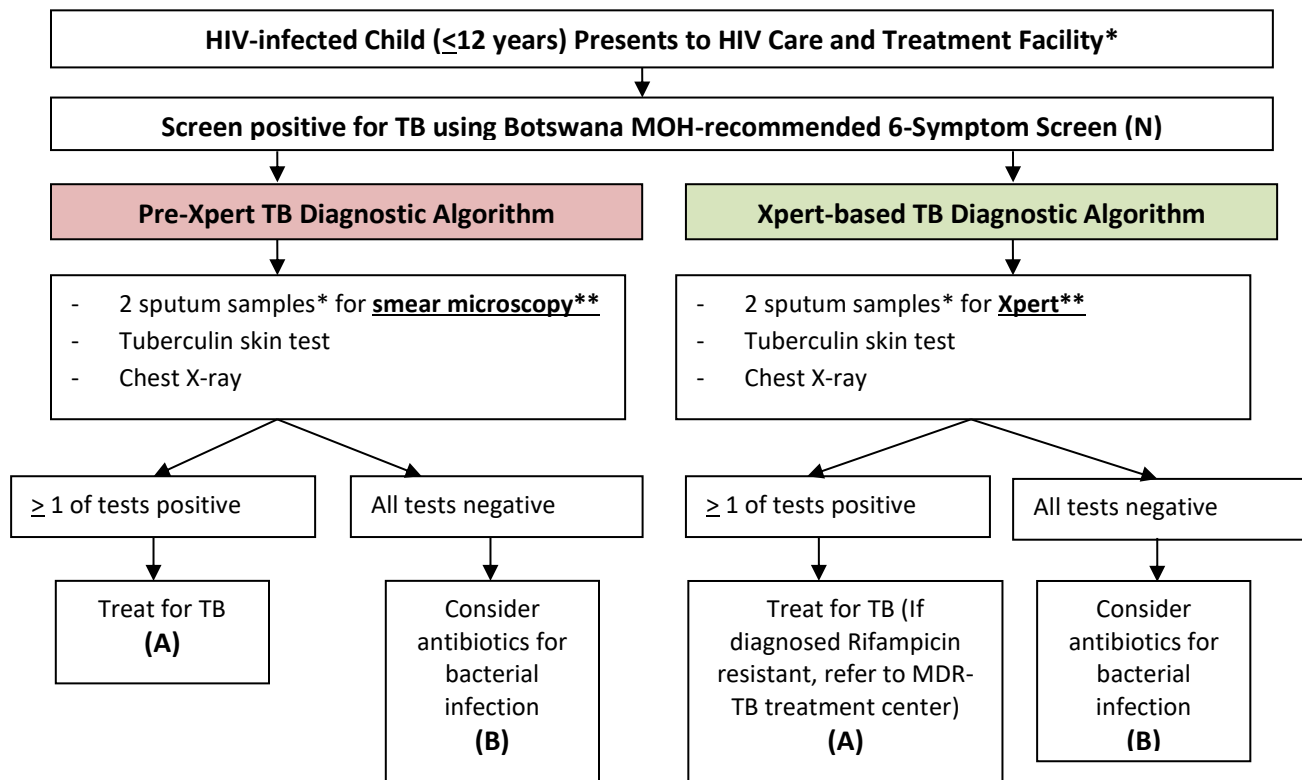 HIV-infected Child (≤12 years) Presents to HIV Care and Treatment Facility*
Screen positive for TB using Botswana MOH-recommended 6-Symptom Screen (N)
Pre-Xpert TB Diagnostic Algorithm
Xpert-based TB Diagnostic Algorithm
- 2 sputum samples* for smear microscopy**
- Tuberculin skin test
- Chest X-ray
- 2 sputum samples* for Xpert**
- Tuberculin skin test
- Chest X-ray
≥ 1 of tests positive
All tests negative
≥ 1 of tests positive
All tests negative
Treat for TB
(A)
Consider
antibiotics for
bacterial
infection
(B)
Treat for TB (If
diagnosed Rifampicin
resistant, refer to MDR-
TB treatment center)
(A)
Consider
antibiotics for
bacterial
infection
(B)